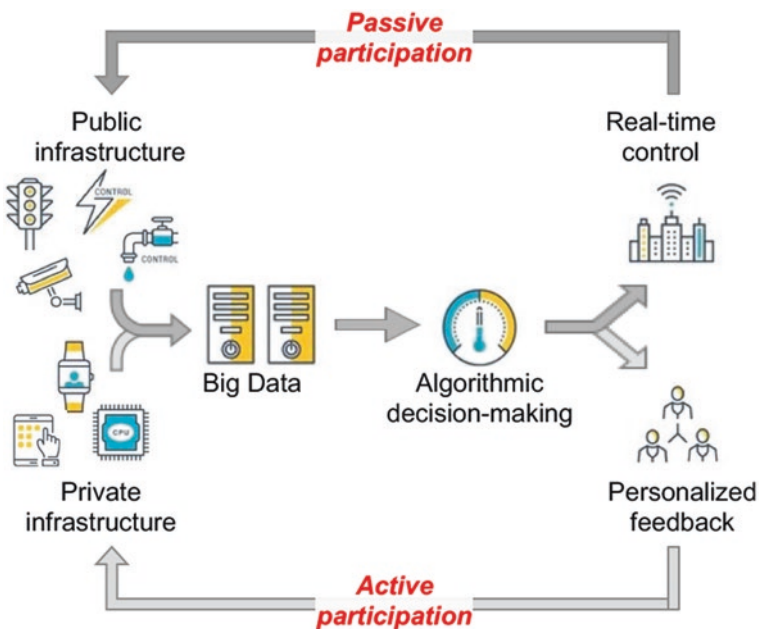 Passive
participation
Public
infrastructure
Real-time
control
CONTROL
CONTROL
Big Data
Algorithmic
decision-making
CPU
Private
infrastructure
Personalized
feedback
Active
participation